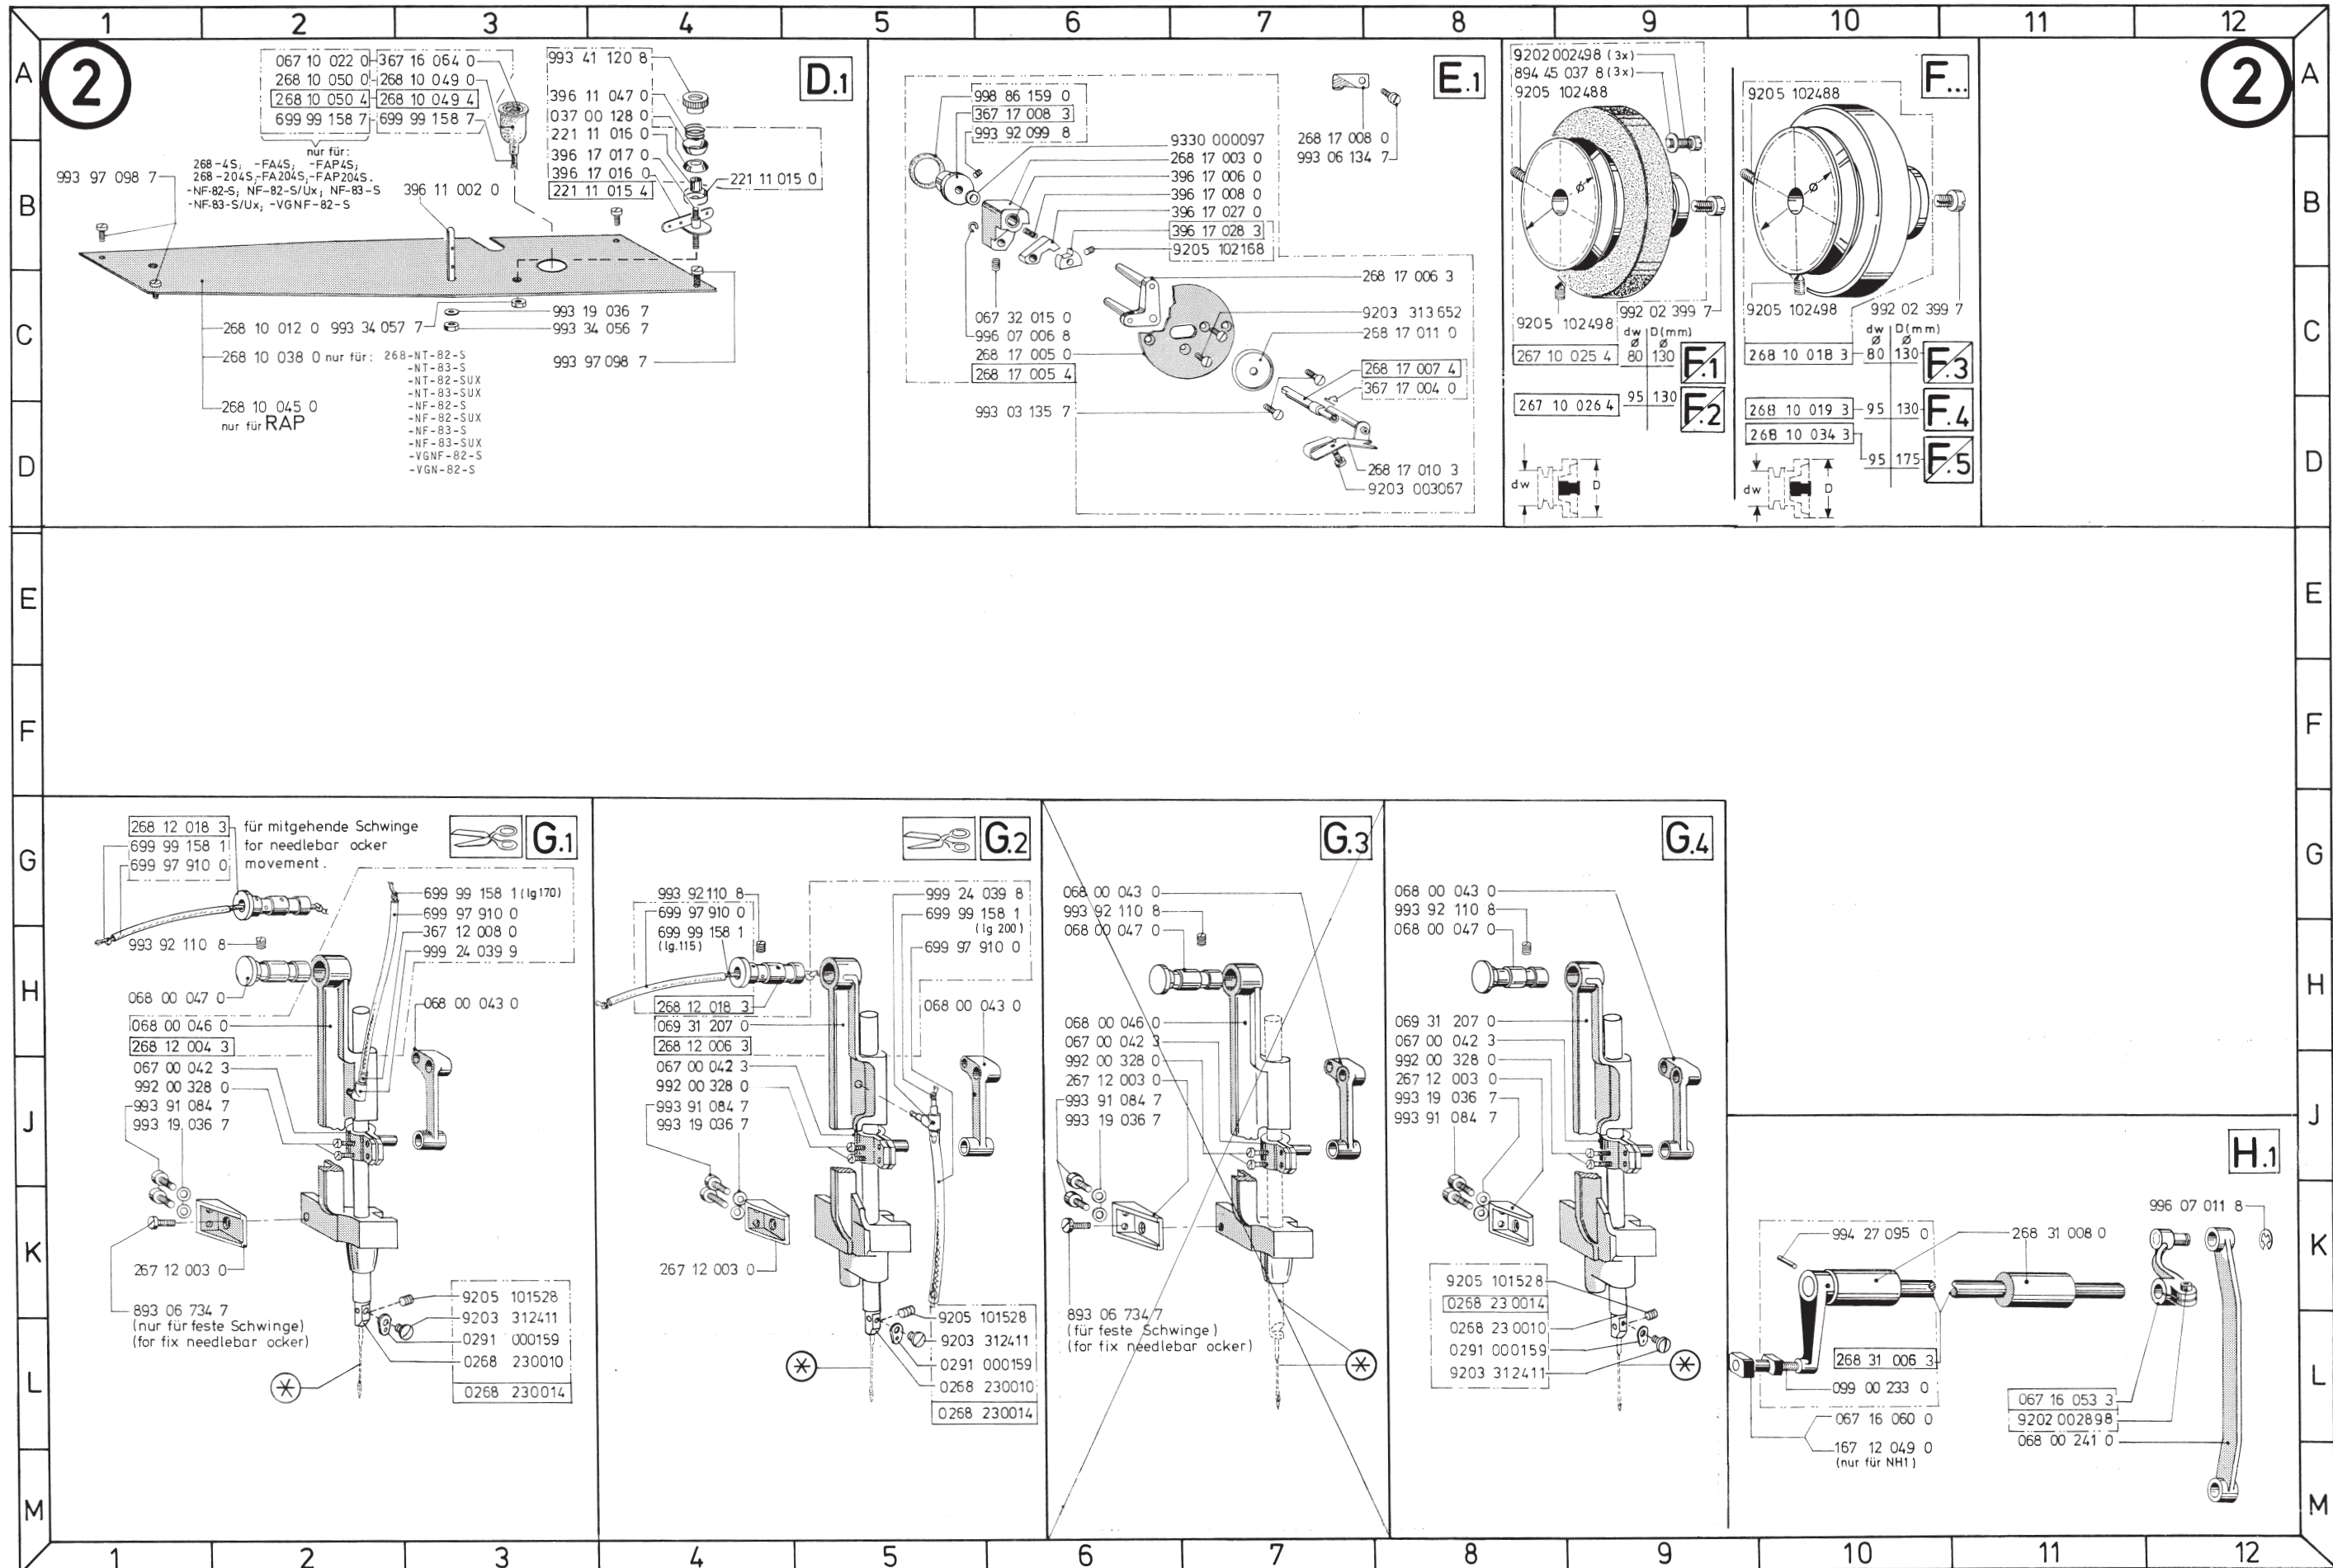 1 2 3 4 5 6 7 8 9 10 11 12
A B C D E F G H J K L M
2
D.1
067 10 022 0 367 16 064 0
268 10 050 0 268 10 049 0
268 10 050 4 268 10 049 4
699 99 158 7 699 99 158 7
nur für:
268-4S; -FA4S; -FAP4S;
268-204S;-FA204S;-FAP204S.
-NF-82-S; NF-82-S/Ux; NF-83-S
-NF-83-S/Ux; -VGNF-82-S
993 97 098 7
396 11 002 0
993 41 120 8
396 11 047 0
037 00 128 0
221 11 016 0
396 17 017 0
396 17 016 0
221 11 015 4
221 11 015 0
268 10 012 0 993 34 057 7
993 19 036 7
993 34 056 7
268 10 038 0 nur für: 268-NT-82-S
-NT-83-S
-NT-82-SUX
-NT-83-SUX
-NF-82-S
-NF-82-SUX
-NF-83-S
-NF-83-SUX
-VGNF-82-S
-VGN-82-S
993 97 098 7
268 10 045 0
nur für RAP
E.1
998 86 159 0
367 17 008 3
993 92 099 8
9330 000097
268 17 003 0
396 17 006 0
396 17 008 0
396 17 027 0
396 17 028 3
9205 102168
268 17 008 0
993 06 134 7
067 32 015 0
996 07 006 8
268 17 005 0
268 17 005 4
993 03 135 7
268 17 006 3
9203 313 652
268 17 011 0
268 17 007 4
367 17 004 0
268 17 010 3
9203 003067
9202 002498 (3x)
894 45 037 8 (3x)
9205 102488
Ø
9205 102498
992 02 399 7
dw D(mm)
Ø Ø
267 10 025 4 80 130 F.1
267 10 026 4 95 130 F.2
dw D
F...
9205 102488
Ø
9205 102498 992 02 399 7
dw D(mm)
Ø Ø
268 10 018 3 80 130 F.3
268 10 019 3 95 130 F.4
268 10 034 3 95 175 F.5
dw D
2
G.1
268 12 018 3 für mitgehende Schwinge
699 99 158 1 for needlebar ocker
699 97 910 0 movement.
699 99 158 1 (lg 170)
699 97 910 0
367 12 008 0
999 24 039 9
993 92 110 8
068 00 047 0
068 00 043 0
068 00 046 0
268 12 004 3
067 00 042 3
992 00 328 0
993 91 084 7
993 19 036 7
267 12 003 0
893 06 734 7
(nur für feste Schwinge)
(for fix needlebar ocker)
9205 101528
9203 312411
0291 000159
0268 230010
0268 230014
G.2
993 92 110 8
699 97 910 0
699 99 158 1
(lg.115)
999 24 039 8
699 99 158 1
(lg 200)
699 97 910 0
268 12 018 3
068 00 043 0
069 31 207 0
268 12 006 3
067 00 042 3
992 00 328 0
993 91 084 7
993 19 036 7
267 12 003 0
9205 101528
9203 312411
0291 000159
0268 230010
0268 230014
G.3
068 00 043 0
993 92 110 8
068 00 047 0
068 00 046 0
067 00 042 3
992 00 328 0
267 12 003 0
993 91 084 7
993 19 036 7
893 06 734 7
(für feste Schwinge)
(for fix needlebar ocker)
G.4
068 00 043 0
993 92 110 8
068 00 047 0
069 31 207 0
067 00 042 3
992 00 328 0
267 12 003 0
993 19 036 7
993 91 084 7
9205 101528
0268 23 0014
0268 23 0010
0291 000159
9203 312411
H.1
996 07 011 8
994 27 095 0
268 31 008 0
268 31 006 3
099 00 233 0
067 16 060 0
167 12 049 0
(nur für NH1)
067 16 053 3
9202 002898
068 00 241 0
1 2 3 4 5 6 7 8 9 10 11 12
A B C D E F G H J K L M